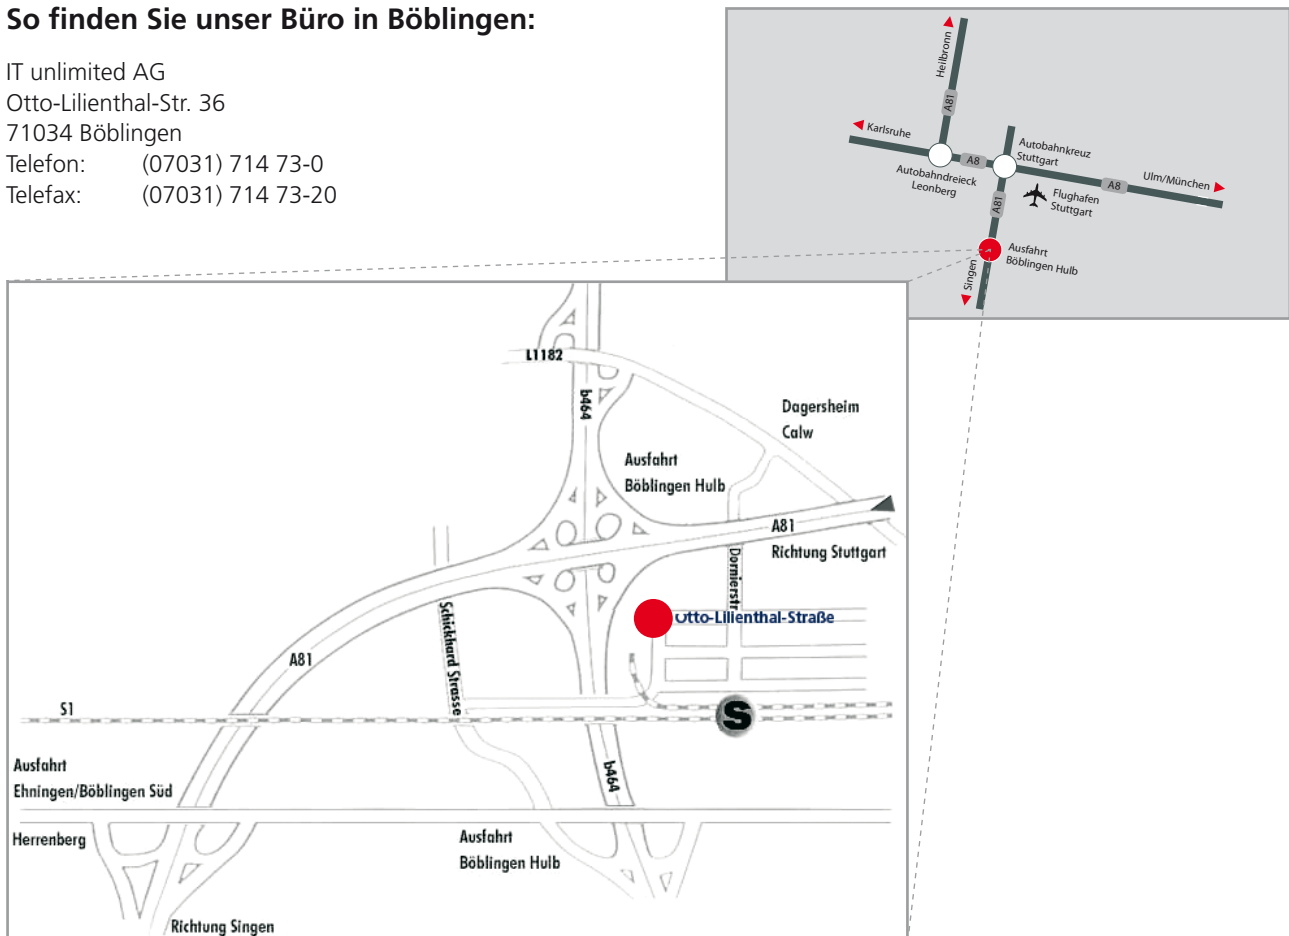 So finden Sie unser Büro in Böblingen:
IT unlimited AG
Otto-Lilienthal-Str. 36
71034 Böblingen
Telefon: (07031) 714 73-0
Telefax: (07031) 714 73-20
Heilbronn
A81
Karlsruhe
A8
Autobahnkreuz
Stuttgart
Autobahndreieck
Leonberg
A8
Ulm/München
A81
Flughafen
Stuttgart
Ausfahrt
Böblingen Hulb
Singen
L1182
b464
Dagersheim
Calw
Ausfahrt
Böblingen Hulb
A81
Richtung Stuttgart
Dornierstr
Otto-Lilienthal-Straße
Schickhard Strasse
A81
S1
S
b464
Ausfahrt
Ehningen/Böblingen Süd
Herrenberg
Ausfahrt
Böblingen Hulb
Richtung Singen